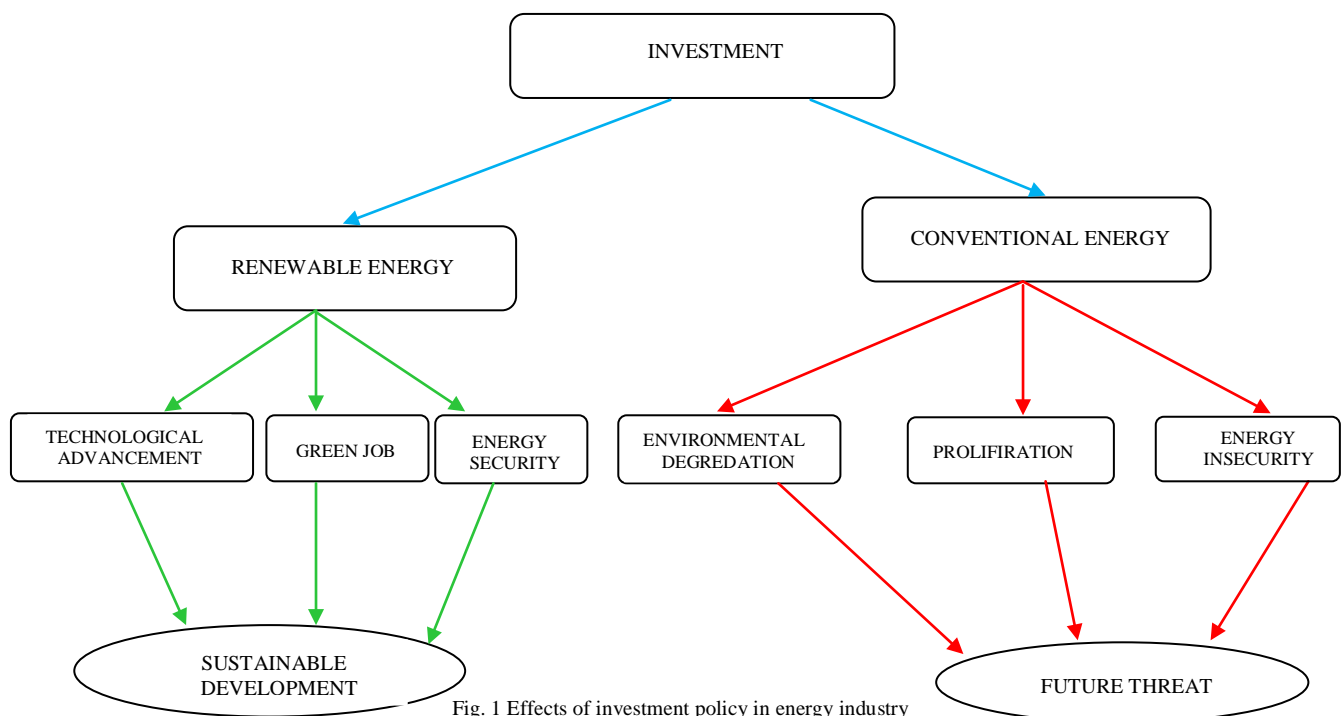 INVESTMENT
RENEWABLE ENERGY
CONVENTIONAL ENERGY
TECHNOLOGICAL
ADVANCEMENT
GREEN JOB
ENERGY
SECURITY
ENVIRONMENTAL
DEGREDATION
PROLIFIRATION
ENERGY
INSECURITY
SUSTAINABLE
DEVELOPMENT
FUTURE THREAT
Fig. 1 Effects of investment policy in energy industry